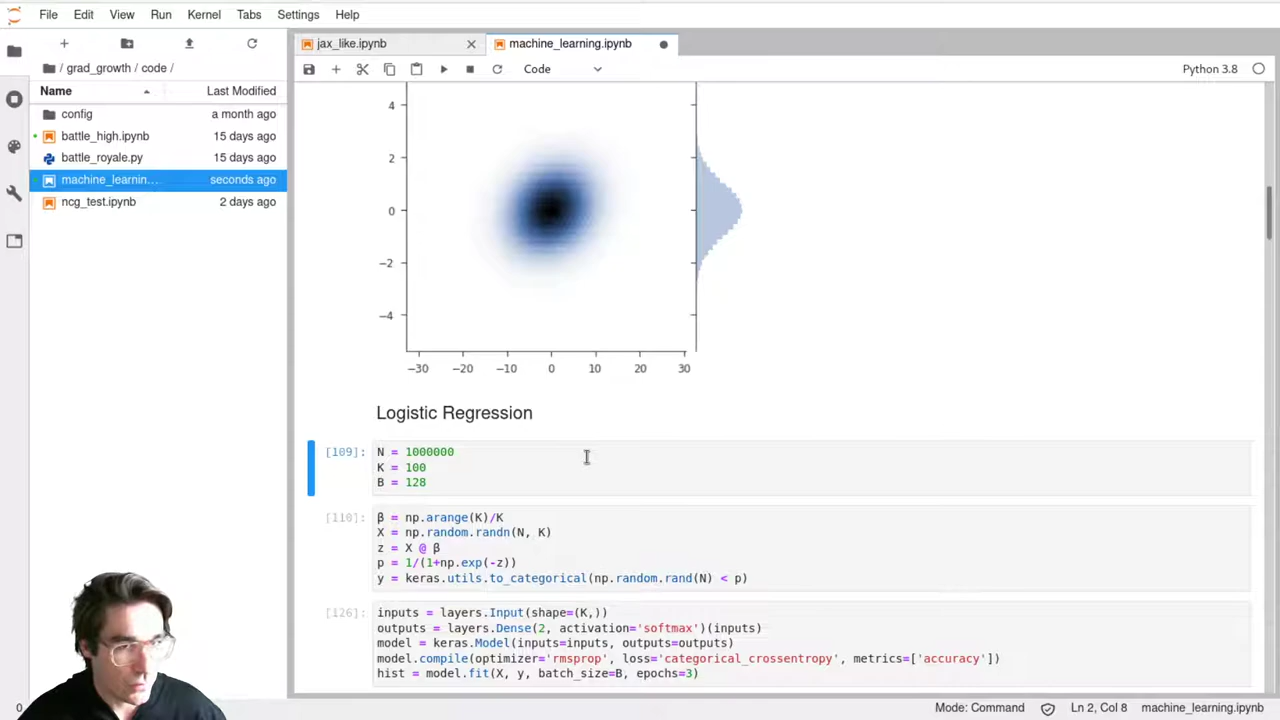 File Edit View Run Kernel Tabs Settings Help
jax_like.ipynb
machine_learning.ipynb
/ grad_growth / code /
Code
Python 3.8
Name Last Modified
config a month ago
battle_high.ipynb 15 days ago
battle_royale.py 15 days ago
machine_learnin... seconds ago
ncg_test.ipynb 2 days ago
4
2
0
−2
−4
−30 −20 −10 0 10 20 30
Logistic Regression
[109]: N = 1000000
K = 100
B = 128
[110]: β = np.arange(K)/K
X = np.random.randn(N, K)
z = X @ β
p = 1/(1+np.exp(-z))
y = keras.utils.to_categorical(np.random.rand(N) < p)
[126]: inputs = layers.Input(shape=(K,))
outputs = layers.Dense(2, activation='softmax')(inputs)
model = keras.Model(inputs=inputs, outputs=outputs)
model.compile(optimizer='rmsprop', loss='categorical_crossentropy', metrics=['accuracy'])
hist = model.fit(X, y, batch_size=B, epochs=3)
0
Mode: Command
Ln 2, Col 8
machine_learning.ipynb